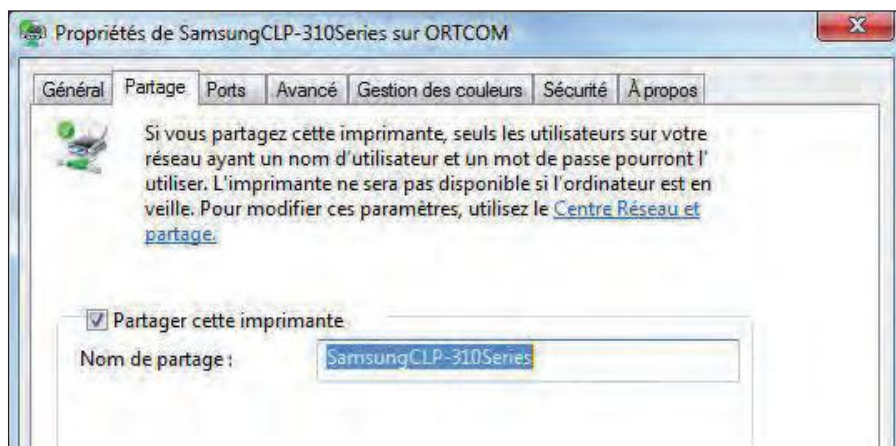 Propriétés de SamsungCLP-310Series sur ORTCOM
Général Partage Ports Avancé Gestion des couleurs Sécurité À propos
Si vous partagez cette imprimante, seuls les utilisateurs sur votre
réseau ayant un nom d'utilisateur et un mot de passe pourront l'
utiliser. L'imprimante ne sera pas disponible si l'ordinateur est en
veille. Pour modifier ces paramètres, utilisez le Centre Réseau et
partage.
Partager cette imprimante
Nom de partage : SamsungCLP-310Series